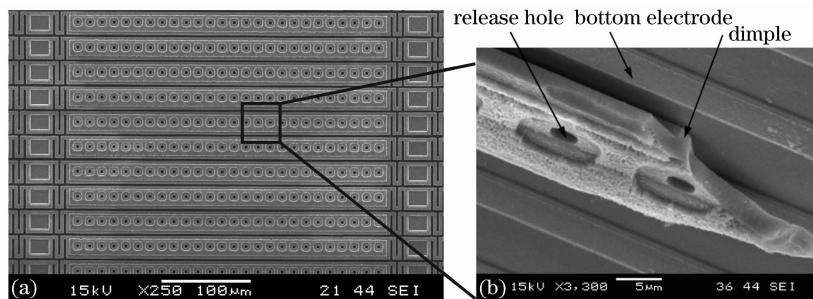 release hole bottom electrode
dimple
(a)
15kV X250 100μm 21 44 SEI
(b)
15kV X3,300 5μm 36 44 SEI